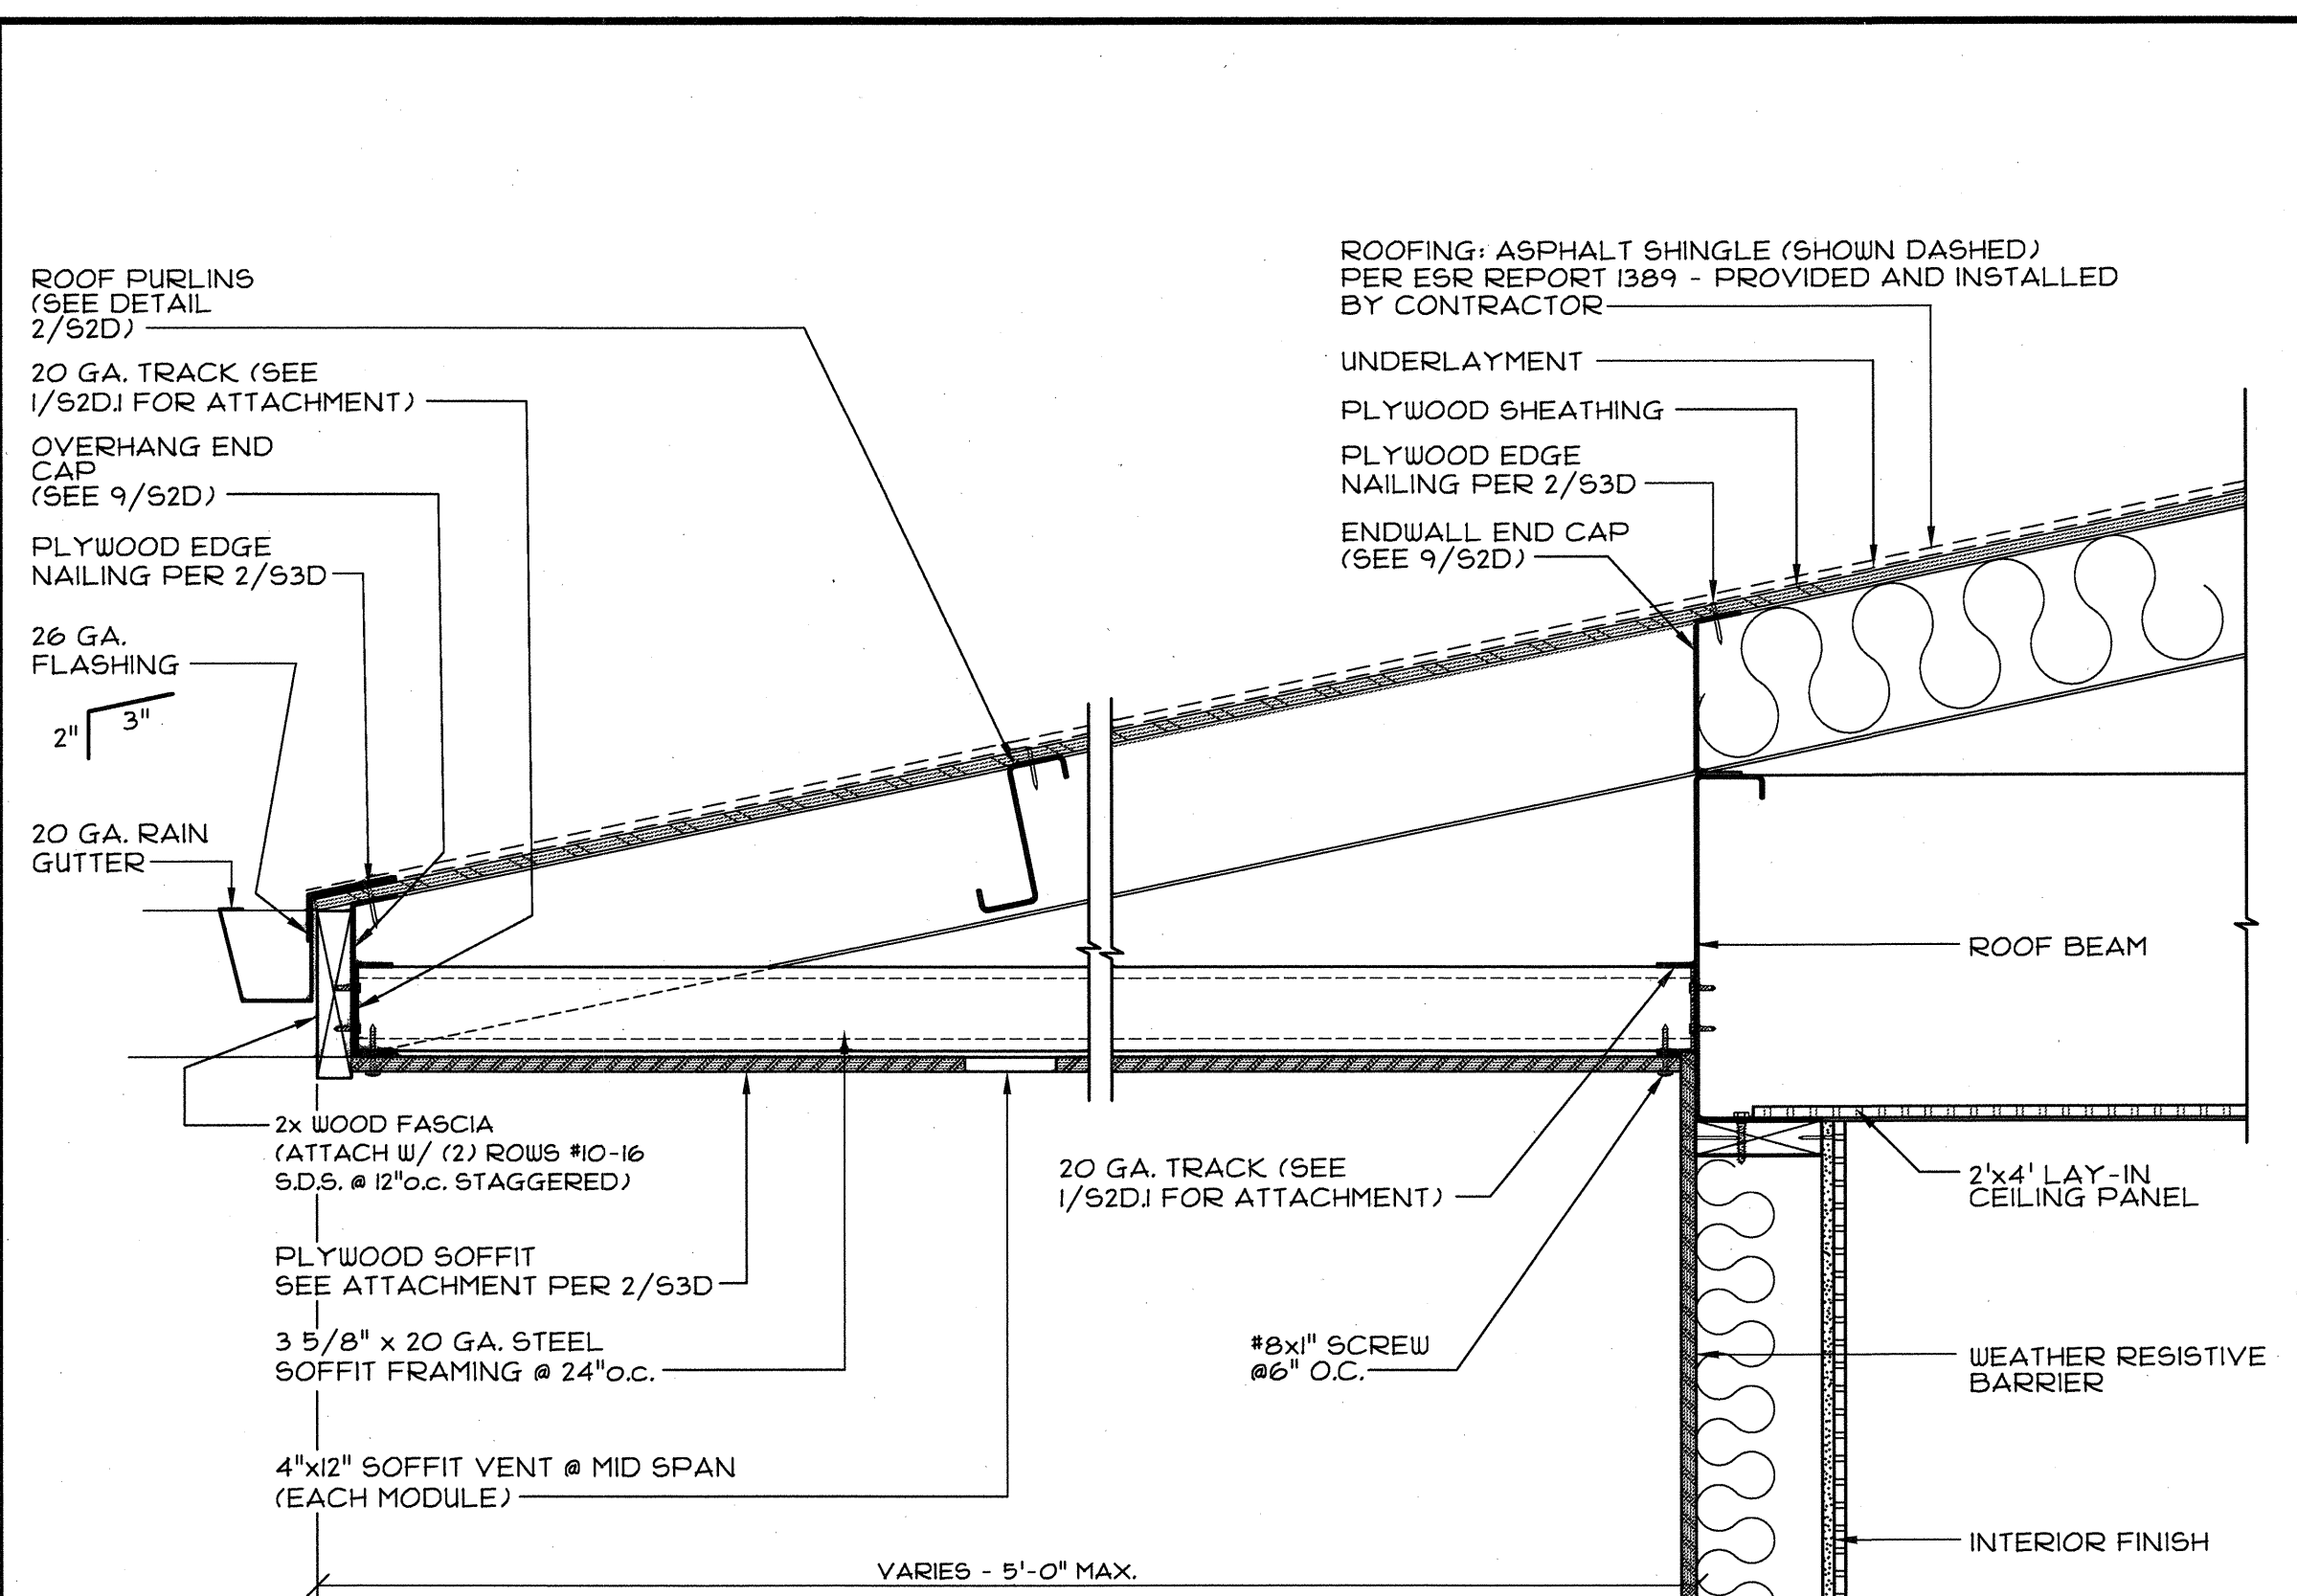 ROOF PURLINS
(SEE DETAIL
2/S2D)
20 GA. TRACK (SEE
1/S2D.1 FOR ATTACHMENT)
OVERHANG END
CAP
(SEE 9/S2D)
PLYWOOD EDGE
NAILING PER 2/S3D
26 GA.
FLASHING
2" 3"
20 GA. RAIN
GUTTER
ROOFING: ASPHALT SHINGLE (SHOWN DASHED)
PER ESR REPORT 1389 - PROVIDED AND INSTALLED
BY CONTRACTOR
UNDERLAYMENT
PLYWOOD SHEATHING
PLYWOOD EDGE
NAILING PER 2/S3D
ENDWALL END CAP
(SEE 9/S2D)
ROOF BEAM
2x WOOD FASCIA
(ATTACH W/ (2) ROWS #10-16
S.D.S. @ 12"o.c. STAGGERED)
PLYWOOD SOFFIT
SEE ATTACHMENT PER 2/S3D
3 5/8" x 20 GA. STEEL
SOFFIT FRAMING @ 24"o.c.
4"x12" SOFFIT VENT @ MID SPAN
(EACH MODULE)
20 GA. TRACK (SEE
1/S2D.1 FOR ATTACHMENT)
#8x1" SCREW
@6" O.C.
2'x4' LAY-IN
CEILING PANEL
WEATHER RESISTIVE
BARRIER
INTERIOR FINISH
VARIES - 5'-0" MAX.